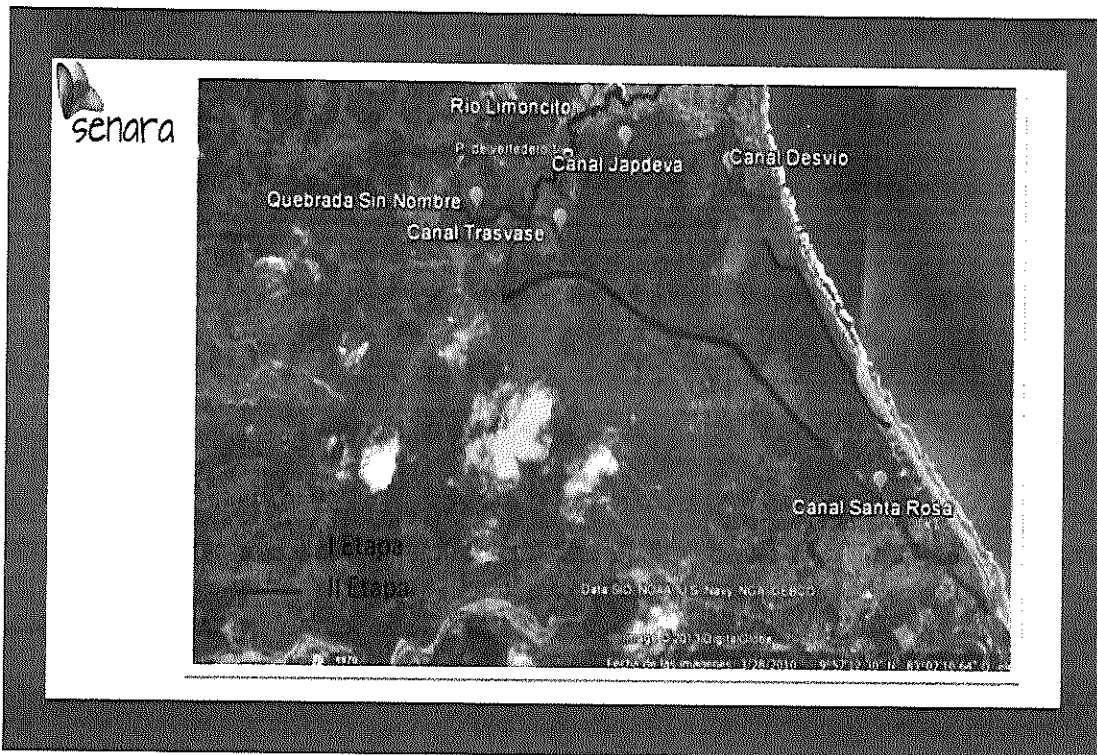 senara
Rio Limoncito
Canal Japdeva
Canal Desvio
Quebrada Sin Nombre
Canal Trasvase
Canal Santa Rosa
I Etapa
II Etapa
Data SIO, NOAA, U.S. Navy, NGA, GEBCO